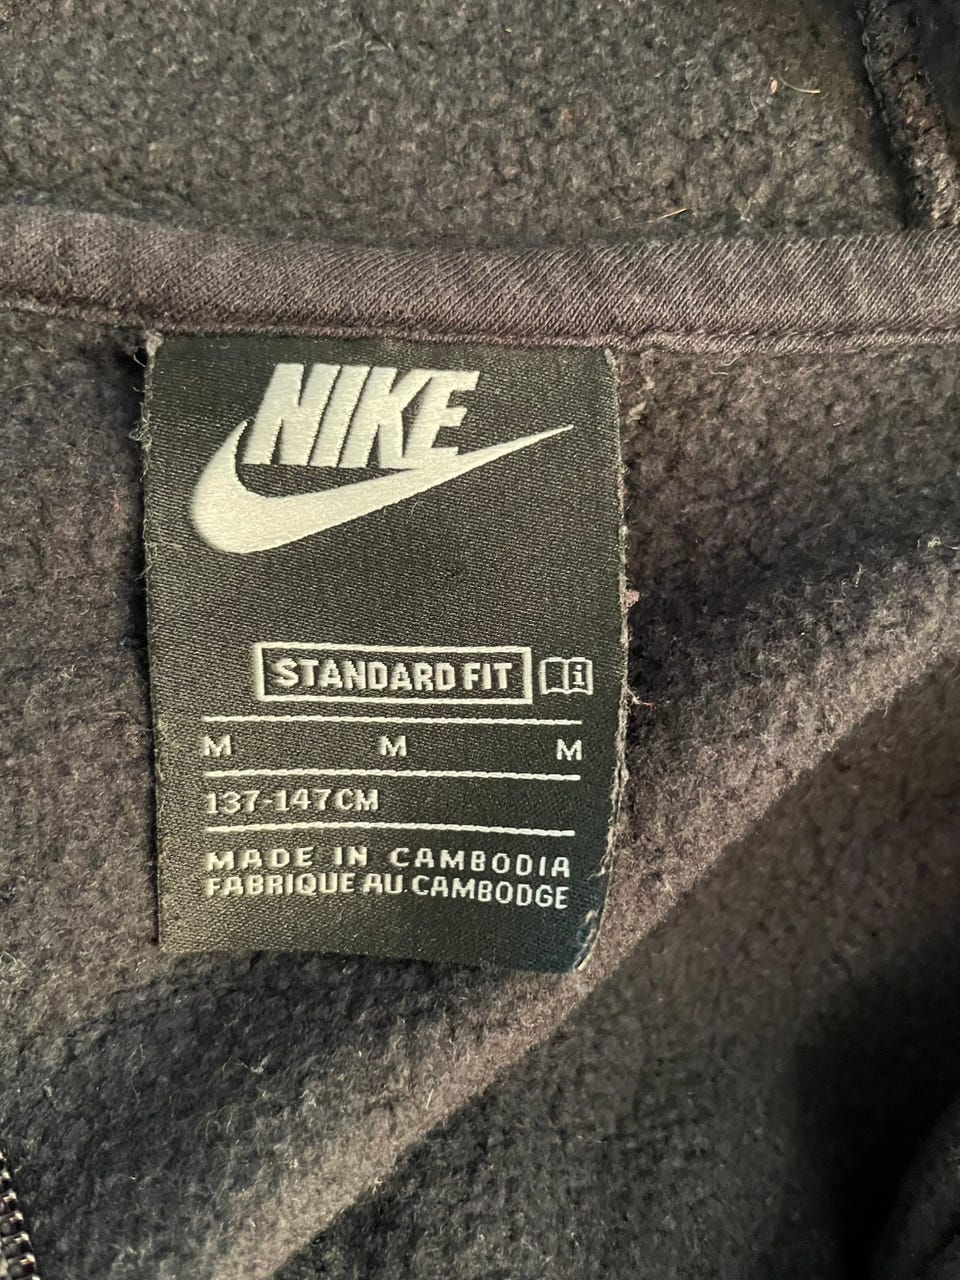 NIKE
STANDARD FIT i
M M M
137-147CM
MADE IN CAMBODIA
FABRIQUE AU CAMBODGE